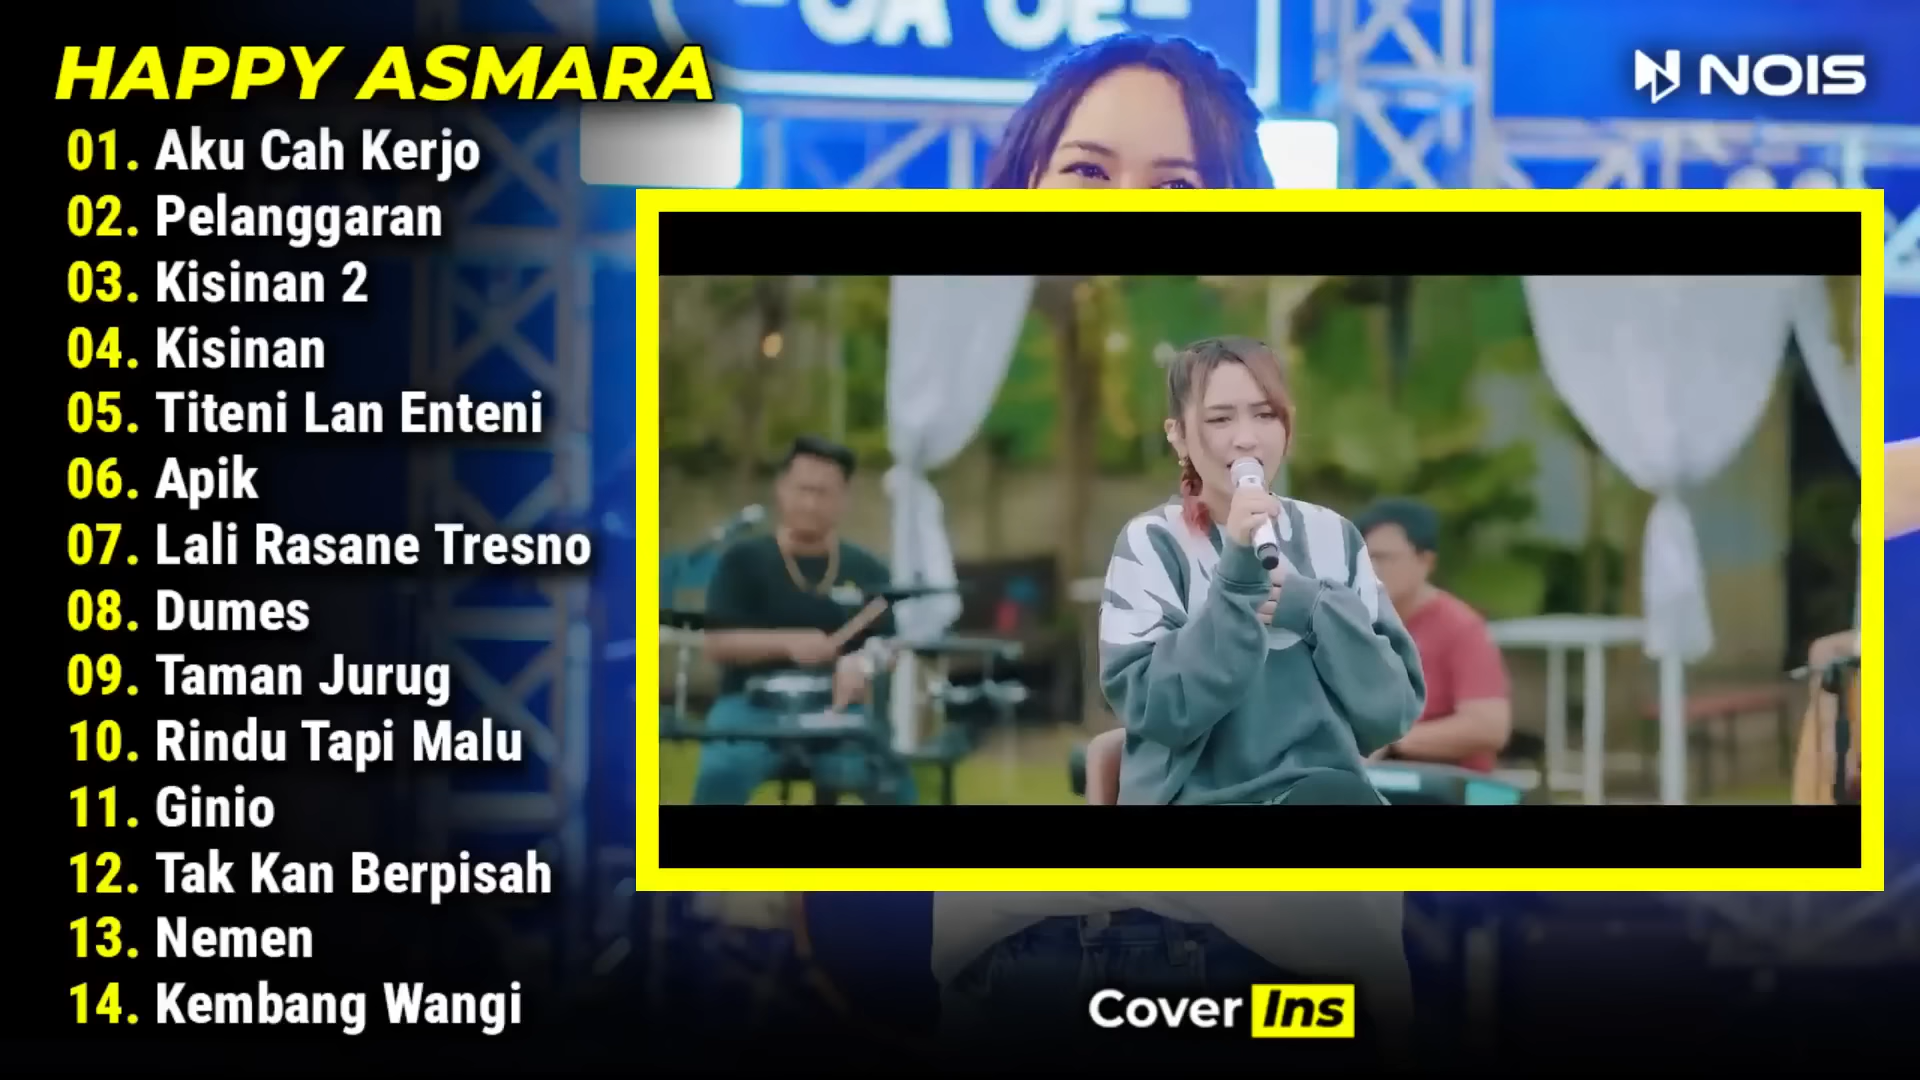 HAPPY ASMARA
01. Aku Cah Kerjo
02. Pelanggaran
03. Kisinan 2
04. Kisinan
05. Titeni Lan Enteni
06. Apik
07. Lali Rasane Tresno
08. Dumes
09. Taman Jurug
10. Rindu Tapi Malu
11. Ginio
12. Tak Kan Berpisah
13. Nemen
14. Kembang Wangi
NOIS
Cover Ins